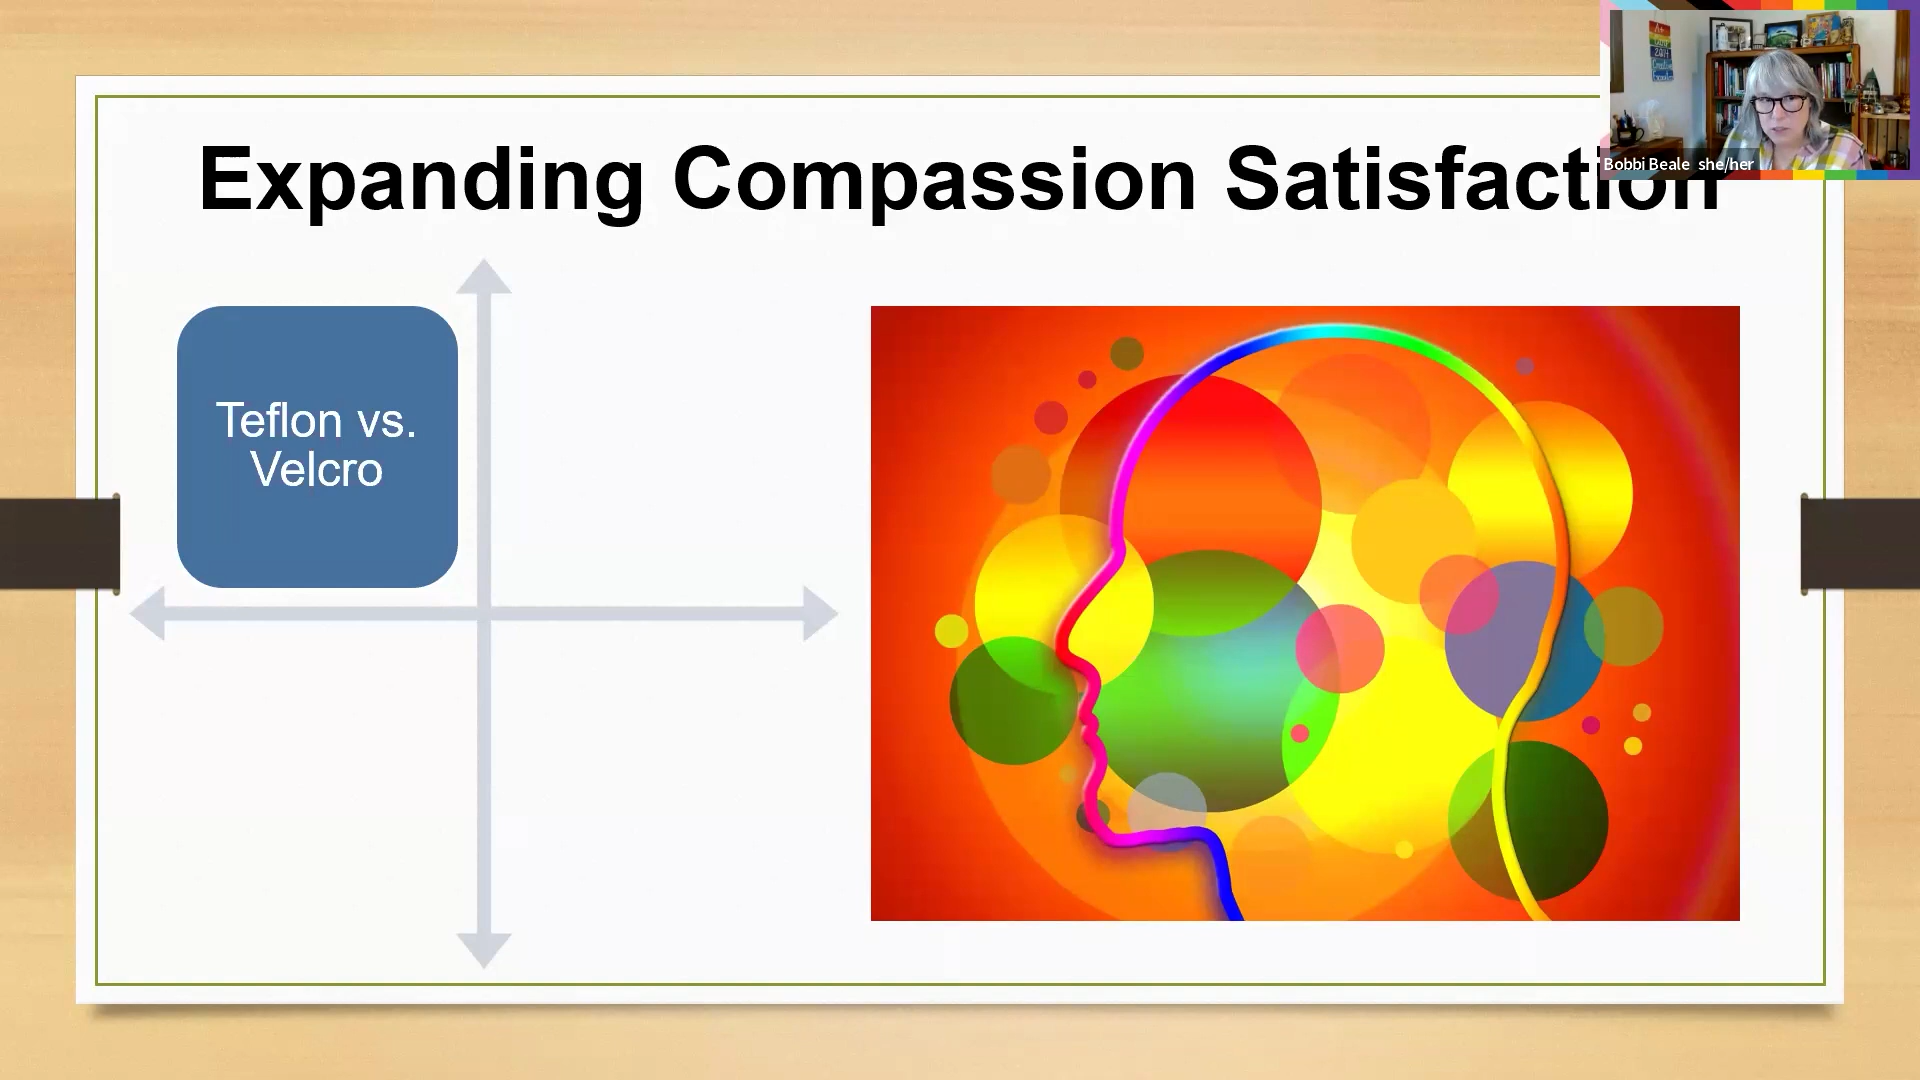 Expanding Compassion Satisfaction
Bobbi Beale she/her
Teflon vs.
Velcro